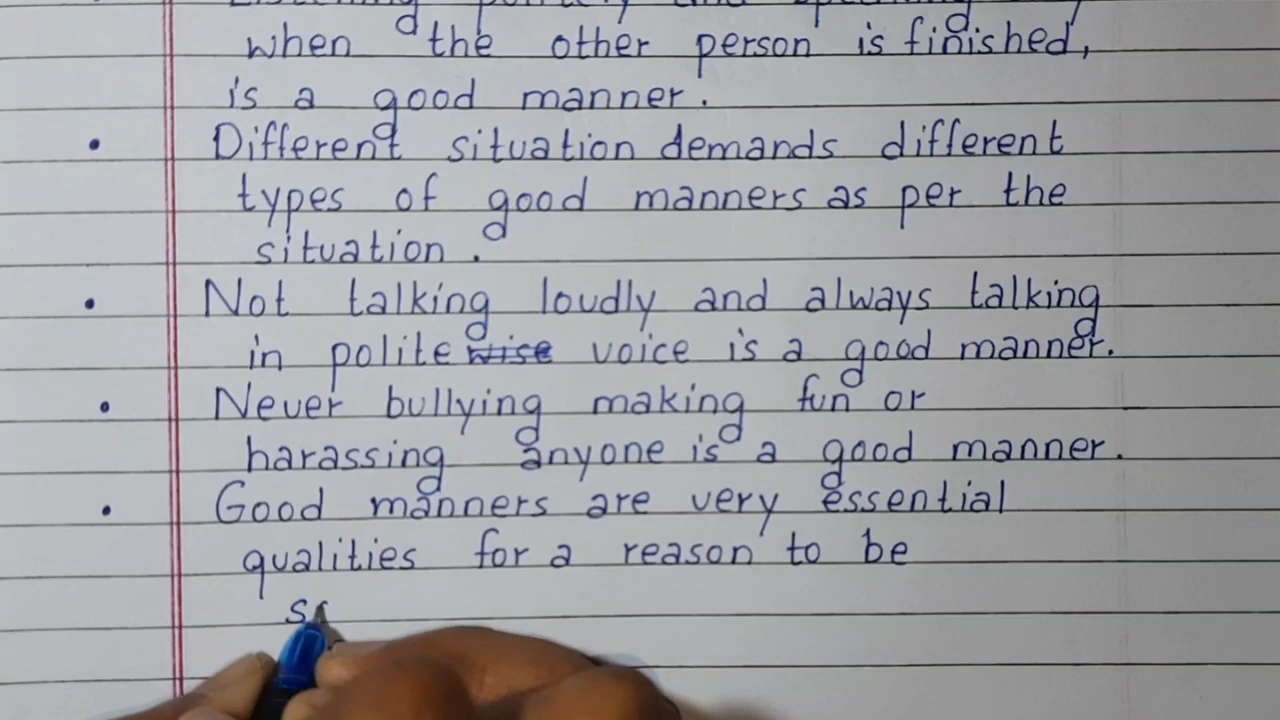 when the other person is finished,
is a good manner.
• Different situation demands different
types of good manners as per the
situation.
• Not talking loudly and always talking
in polite ~~wise~~ voice is a good manner.
• Never bullying making fun or
harassing anyone is a good manner.
• Good manners are very essential
qualities for a reason to be